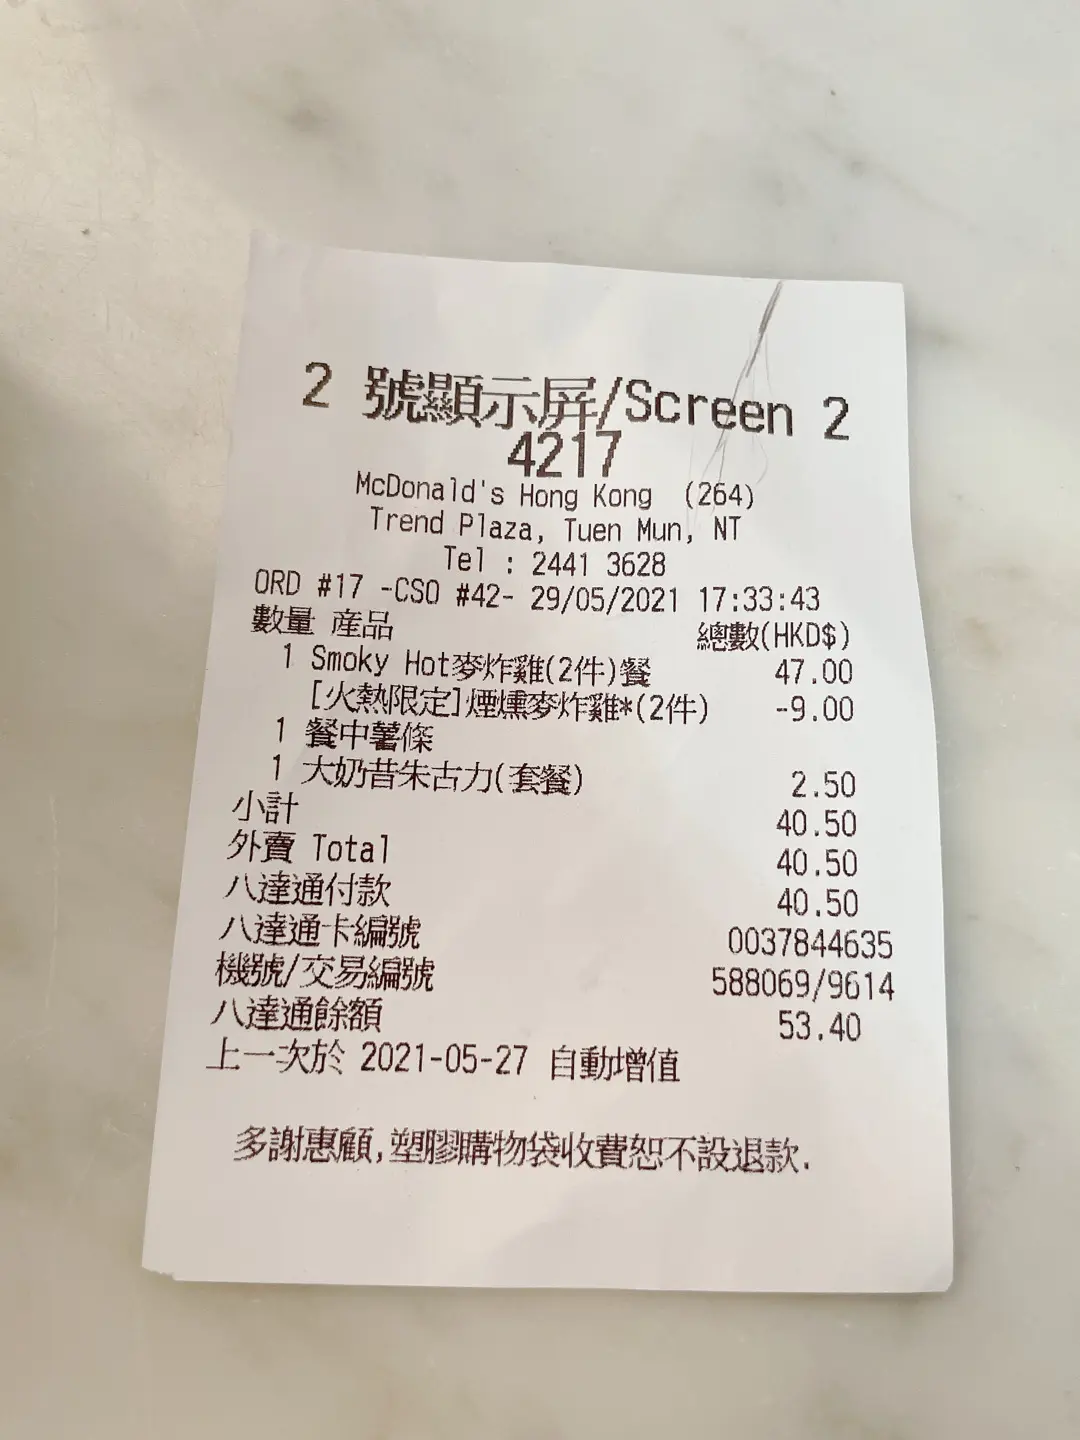 2 號顯示屏/Screen 2
4217
McDonald's Hong Kong (264)
Trend Plaza, Tuen Mun, NT
Tel : 2441 3628
ORD #17 -CSO #42- 29/05/2021 17:33:43
數量 產品 總數(HKD$)
1 Smoky Hot麥炸雞(2件)餐 47.00
[火熱限定]煙燻麥炸雞*(2件) -9.00
1 餐中薯條
1 大奶昔朱古力(套餐) 2.50
小計 40.50
外賣 Total 40.50
八達通付款 40.50
八達通卡編號 0037844635
機號/交易編號 588069/9614
八達通餘額 53.40
上一次於 2021-05-27 自動增值
多謝惠顧,塑膠購物袋收費恕不設退款.